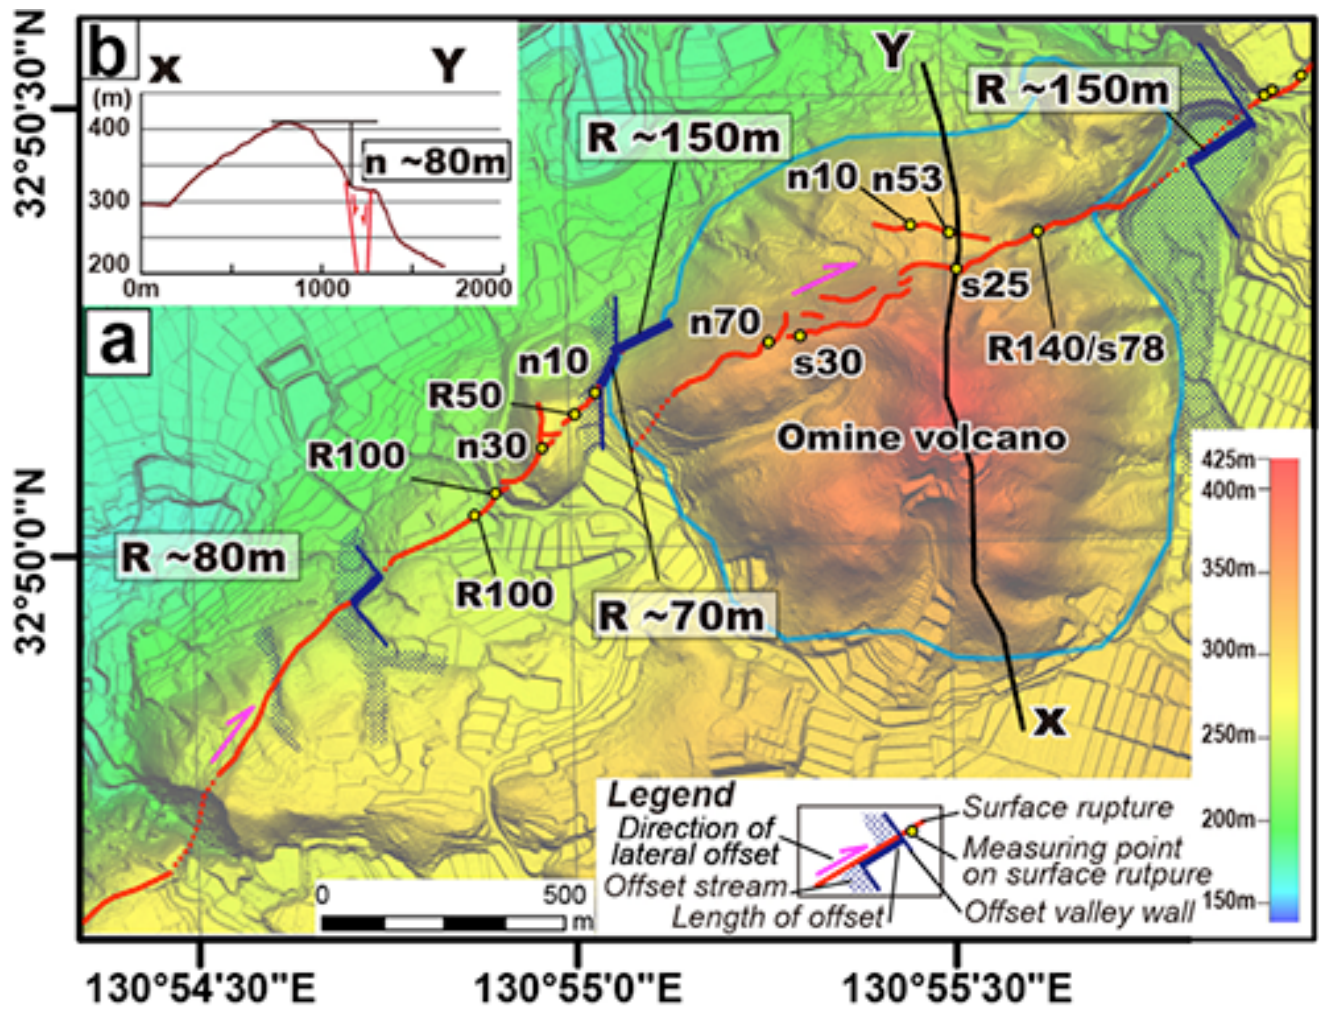 b
x
Y
(m)
400
300
200
n ~80m
0m
1000
2000
a
32°50'30"N
32°50'0"N
Y
R ~150m
R ~150m
n10
n53
s25
n70
s30
R140/s78
n10
R50
n30
R100
R100
R ~80m
R ~70m
Omine volcano
x
425m
400m
350m
300m
250m
200m
150m
Legend
Direction of
lateral offset
Offset stream
Length of offset
Surface rupture
Measuring point
on surface rutpure
Offset valley wall
0
500
m
130°54'30"E
130°55'0"E
130°55'30"E